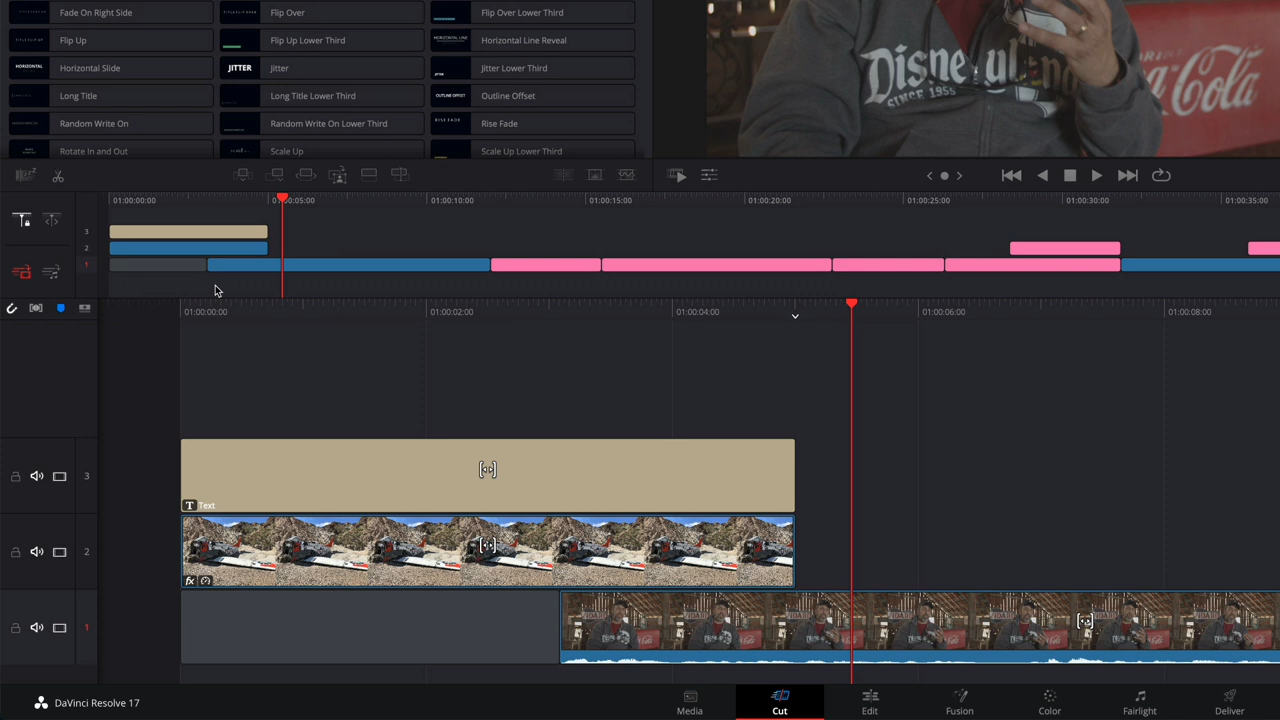 Fade On Right Side
Flip Over
Flip Over Lower Third
Flip Up
Flip Up Lower Third
HORIZONTAL LINE
Horizontal Line Reveal
HORIZONTAL
Horizontal Slide
JITTER
Jitter
Jitter Lower Third
Long Title
Long Title Lower Third
OUTLINE OFFSET
Outline Offset
Random Write On
Random Write On Lower Third
RISE FADE
Rise Fade
Rotate In and Out
Scale Up
Scale Up Lower Third
Disneyland
SINCE 1955
Coca-Cola
01:00:00:00
01:00:05:00
01:00:10:00
01:00:15:00
01:00:20:00
01:00:25:00
01:00:30:00
01:00:35:00
3
2
1
01:00:00:00
01:00:02:00
01:00:04:00
01:00:06:00
01:00:08:00
3
T Text
2
fx
1
DaVinci Resolve 17
Media
Cut
Edit
Fusion
Color
Fairlight
Deliver